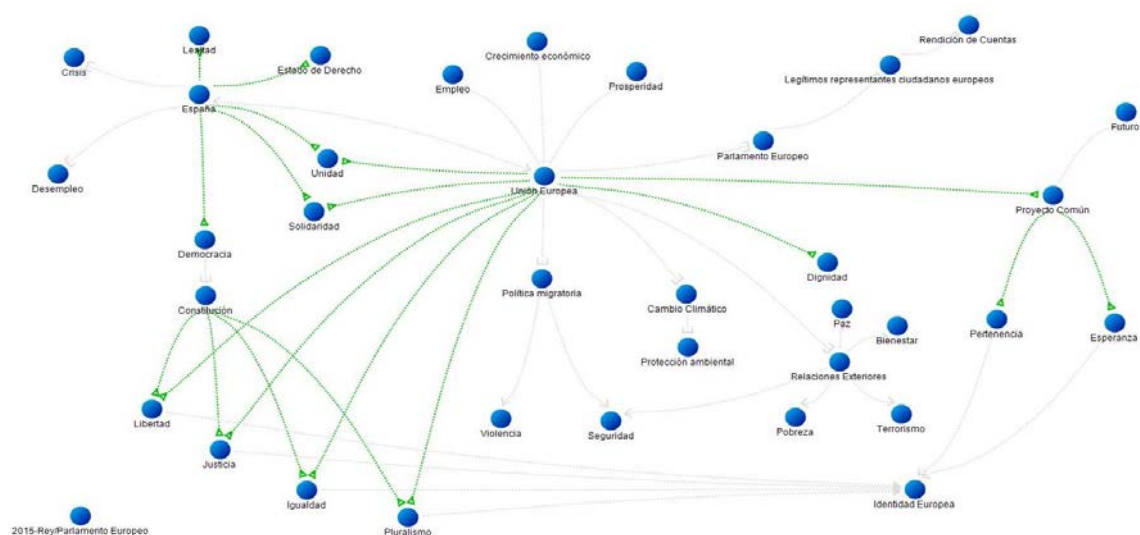 Lealtad
Rendición de Cuentas
Crecimiento económico
Crisis
Estado de Derecho
Legítimos representantes ciudadanos europeos
Empleo
Prosperidad
España
Futuro
Parlamento Europeo
Unidad
Desempleo
Unión Europea
Proyecto Común
Solidaridad
Democracia
Dignidad
Política migratoria
Constitución
Cambio Climático
Paz
Pertenencia
Esperanza
Bienestar
Protección ambiental
Relaciones Exteriores
Libertad
Violencia
Seguridad
Pobreza
Terrorismo
Justicia
Igualdad
Identidad Europea
2015-Rey/Parlamento Europeo
Pluralismo